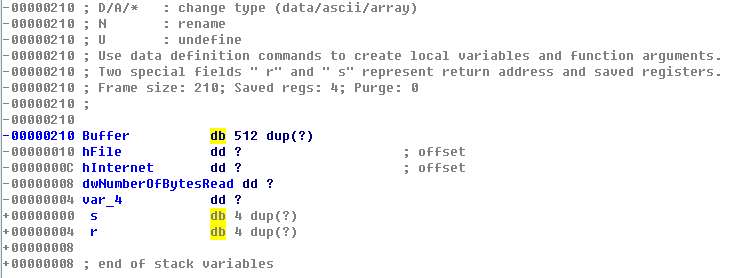 -00000210 ; D/A/*   : change type (data/ascii/array)
-00000210 ; N       : rename
-00000210 ; U       : undefine
-00000210 ; Use data definition commands to create local variables and function arguments.
-00000210 ; Two special fields " r" and " s" represent return address and saved registers.
-00000210 ; Frame size: 210; Saved regs: 4; Purge: 0
-00000210 ;
-00000210
-00000210 Buffer          db 512 dup(?)
-00000010 hFile           dd ?                    ; offset
-0000000C hInternet       dd ?                    ; offset
-00000008 dwNumberOfBytesRead dd ?
-00000004 var_4           dd ?
+00000000  s              db 4 dup(?)
+00000004  r              db 4 dup(?)
+00000008
+00000008 ; end of stack variables